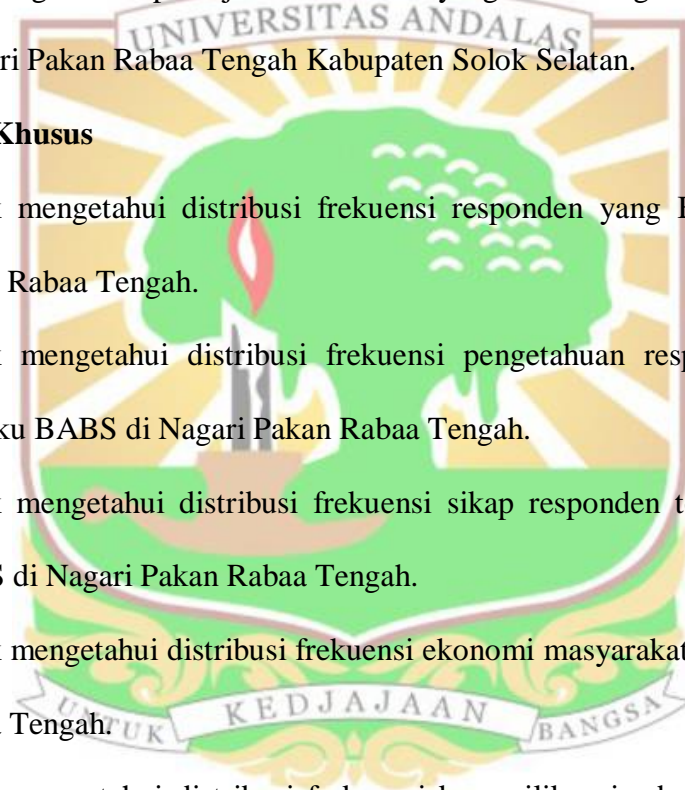 UNIVERSITAS ANDALAS
ri Pakan Rabaa Tengah Kabupaten Solok Selatan.
Khusus
mengetahui distribusi frekuensi responden yang
Rabaa Tengah.
mengetahui distribusi frekuensi pengetahuan resp
ku BABS di Nagari Pakan Rabaa Tengah.
mengetahui distribusi frekuensi sikap responden t
S di Nagari Pakan Rabaa Tengah.
mengetahui distribusi frekuensi ekonomi masyarakat
Tengah.
UNTUK KEDJAJAAN BANGSA